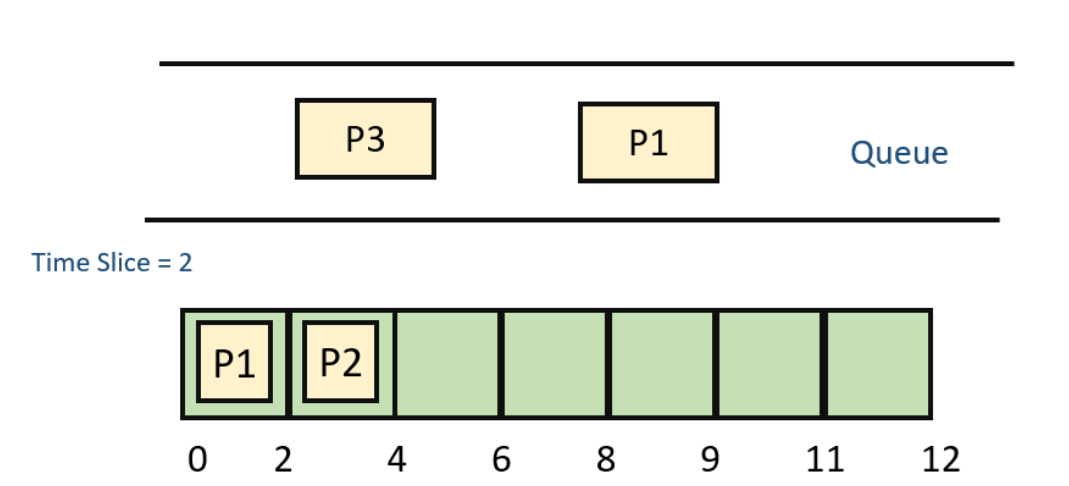 P3 P1 Queue
Time Slice = 2
P1 P2
0 2 4 6 8 9 11 12